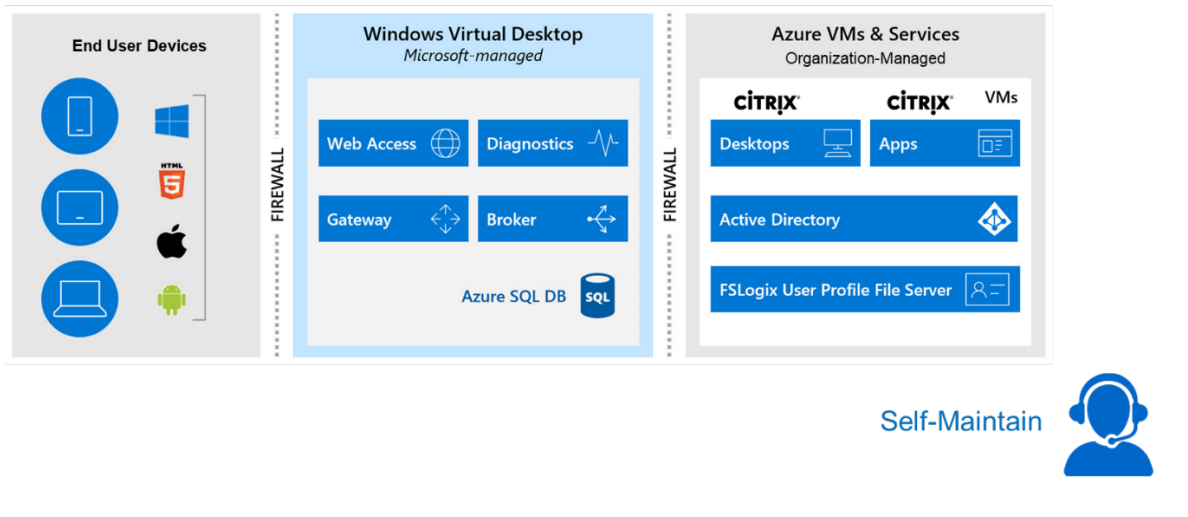 End User Devices
HTML
5
FIREWALL
Windows Virtual Desktop
Microsoft-managed
Web Access
Diagnostics
Gateway
Broker
Azure SQL DB
SQL
FIREWALL
Azure VMs & Services
Organization-Managed
CITRIX
CITRIX
VMs
Desktops
Apps
Active Directory
FSLogix User Profile File Server
Self-Maintain